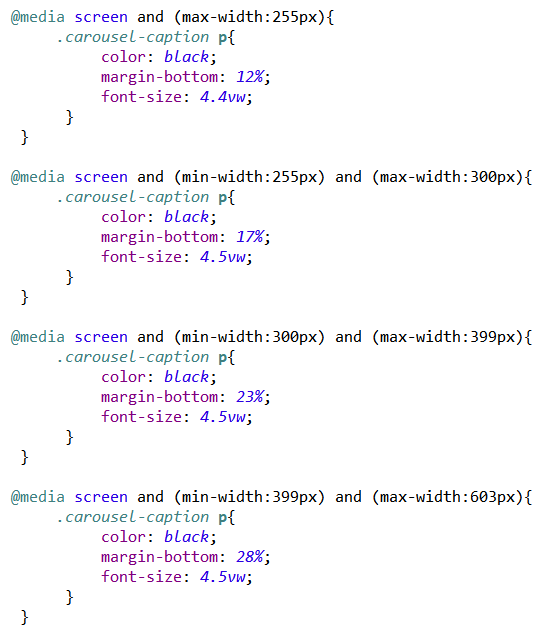 @media screen and (max-width:255px){
.carousel-caption p{
color: black;
margin-bottom: 12%;
font-size: 4.4vw;
}
}
@media screen and (min-width:255px) and (max-width:300px){
.carousel-caption p{
color: black;
margin-bottom: 17%;
font-size: 4.5vw;
}
}
@media screen and (min-width:300px) and (max-width:399px){
.carousel-caption p{
color: black;
margin-bottom: 23%;
font-size: 4.5vw;
}
}
@media screen and (min-width:399px) and (max-width:603px){
.carousel-caption p{
color: black;
margin-bottom: 28%;
font-size: 4.5vw;
}
}